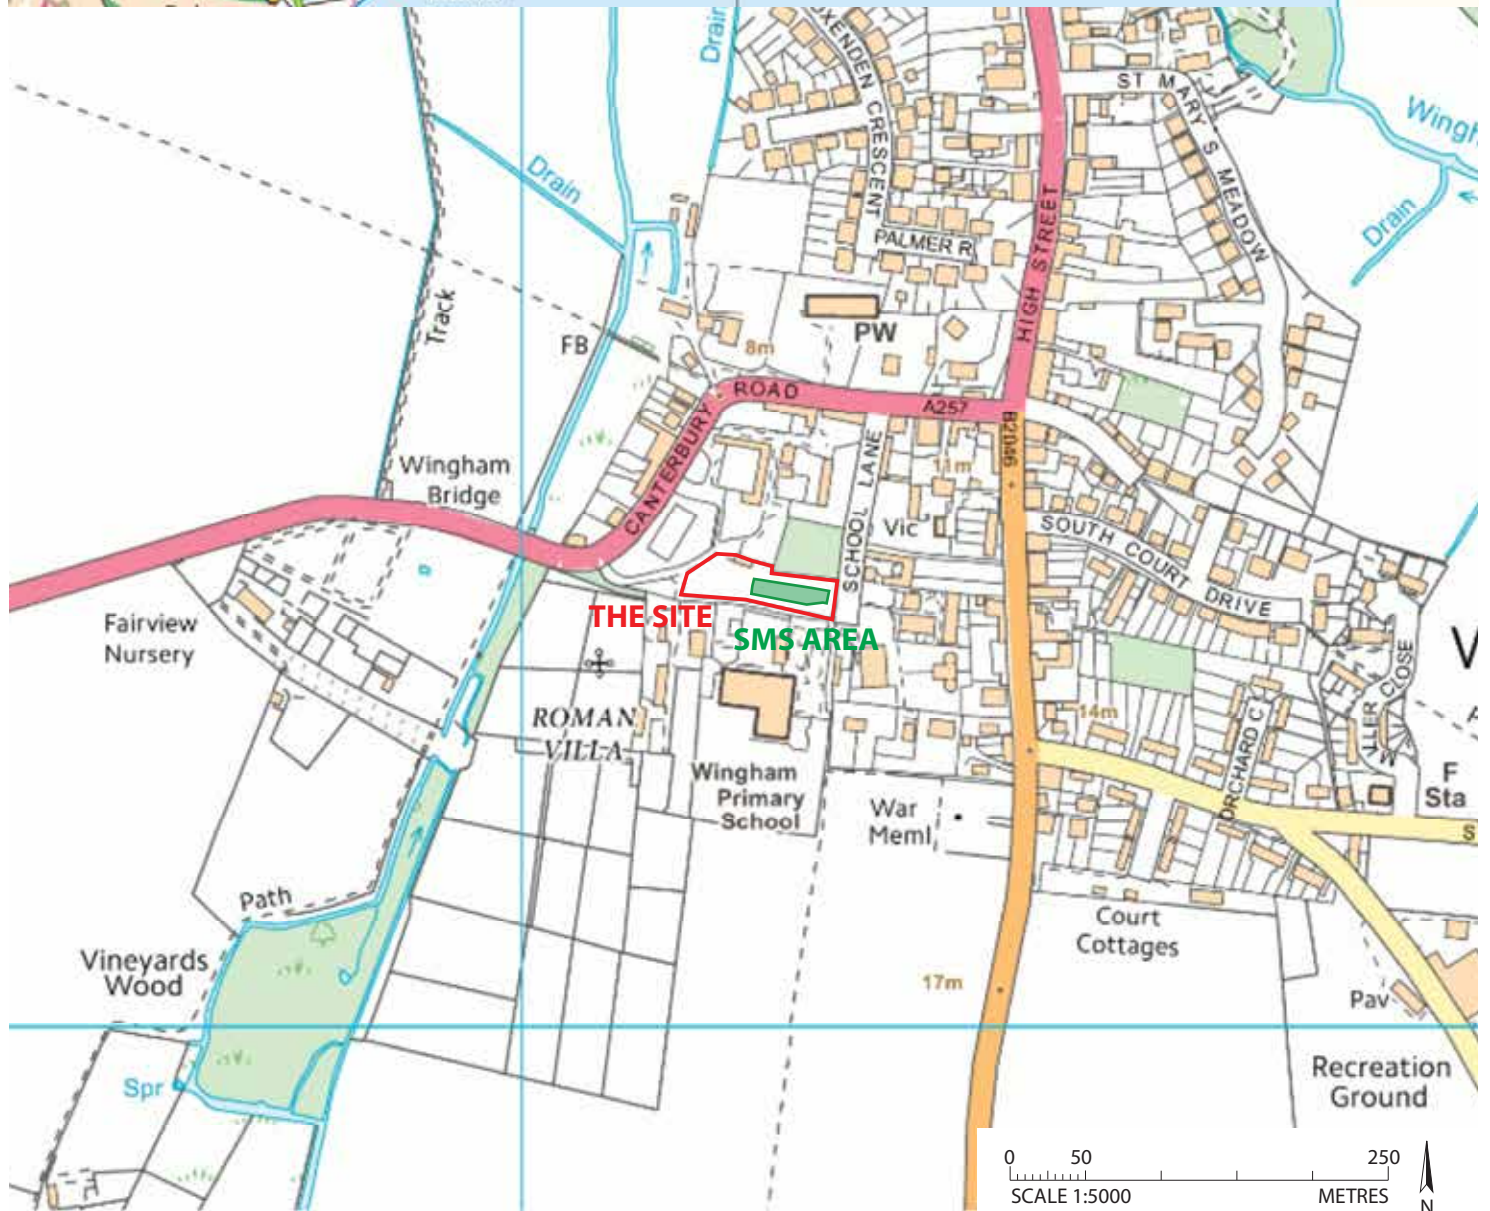 Drain
OXENDEN CRESCENT
ST MARY S MEADOW
Drain
Drain
PALMER R
HIGH STREET
Track
FB
8m
PW
CANTERBURY
ROAD
A257
B2046
11m
SCHOOL LANE
Vic
SOUTH COURT
DRIVE
Wingham
Bridge
THE SITE
SMS AREA
Fairview
Nursery
ROMAN
VILLA
Wingham
Primary
School
War
Meml
14m
ORCHARD C
MILLER CLOSE
V
F
Sta
S
Path
Vineyards
Wood
Court
Cottages
17m
Pav
Recreation
Ground
Spr
0 50 250
SCALE 1:5000 METRES
N